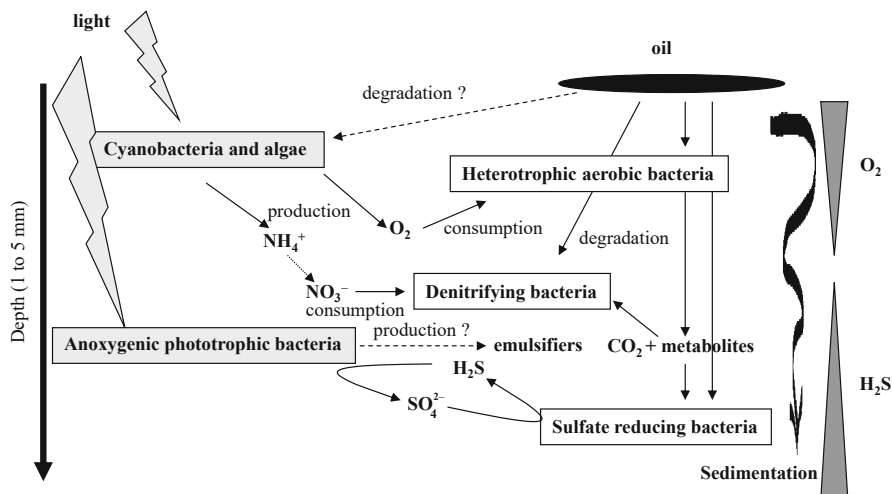 light
oil
degradation ?
Cyanobacteria and algae
Heterotrophic aerobic bacteria
O₂
production
O₂
consumption
NH₄⁺
degradation
Depth (1 to 5 mm)
NO₃⁻
consumption
Denitrifying bacteria
Anoxygenic phototrophic bacteria
production ?
emulsifiers
CO₂ + metabolites
H₂S
H₂S
SO₄²⁻
Sulfate reducing bacteria
Sedimentation